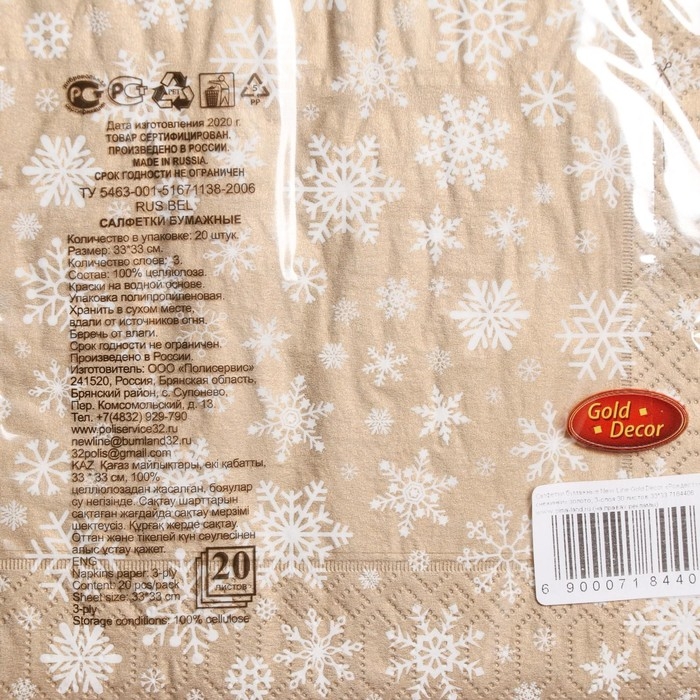 PP
Дата изготовления 2020 г.
ТОВАР СЕРТИФИЦИРОВАН.
ПРОИЗВЕДЕНО В РОССИИ.
MADE IN RUSSIA.
СРОК ГОДНОСТИ НЕ ОГРАНИЧЕН
ТУ 5463-001-51671138-2006
RUS BEL
САЛФЕТКИ БУМАЖНЫЕ
Количество в упаковке: 20 штук.
Размер: 33*33 см.
Количество слоев: 3.
Состав: 100% целлюлоза.
Краски на водной основе.
Упаковка полипропиленовая.
Хранить в сухом месте,
вдали от источников огня.
Беречь от влаги.
Срок годности не ограничен.
Произведено в России.
Изготовитель: ООО «Полисервис»
241520, Россия, Брянская область,
Брянский район, с. Супонево,
Пер. Комсомольский, д. 13.
Тел. +7(4832) 929-790
www.poliservice32.ru
newline@bumland32.ru
32polis@gmail.com
KAZ Қағаз майлықтары, екі қабатты.
33 * 33 см, 100%
целлюлозадан жасалған, бояулар
су негізінде. Сақтау шарттарын
сақтаған жағдайда сақтау мерзімі
шектеусіз. Құрғақ жерде сақтау.
Оттан және тікелей күн сәулесінен
алыс ұстау қажет.
ENG
Napkins paper: 3-ply
Content: 20 pcs/pack
Sheet size: 33*33 cm
3-ply
Storage conditions: 100% cellulose
20
листов
Gold
Decor
6 900071 8440